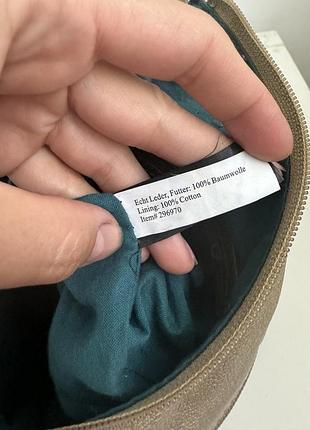 Echt Leder, Futter: 100% Baumwolle
Lining: 100% Cotton
Item# 296970